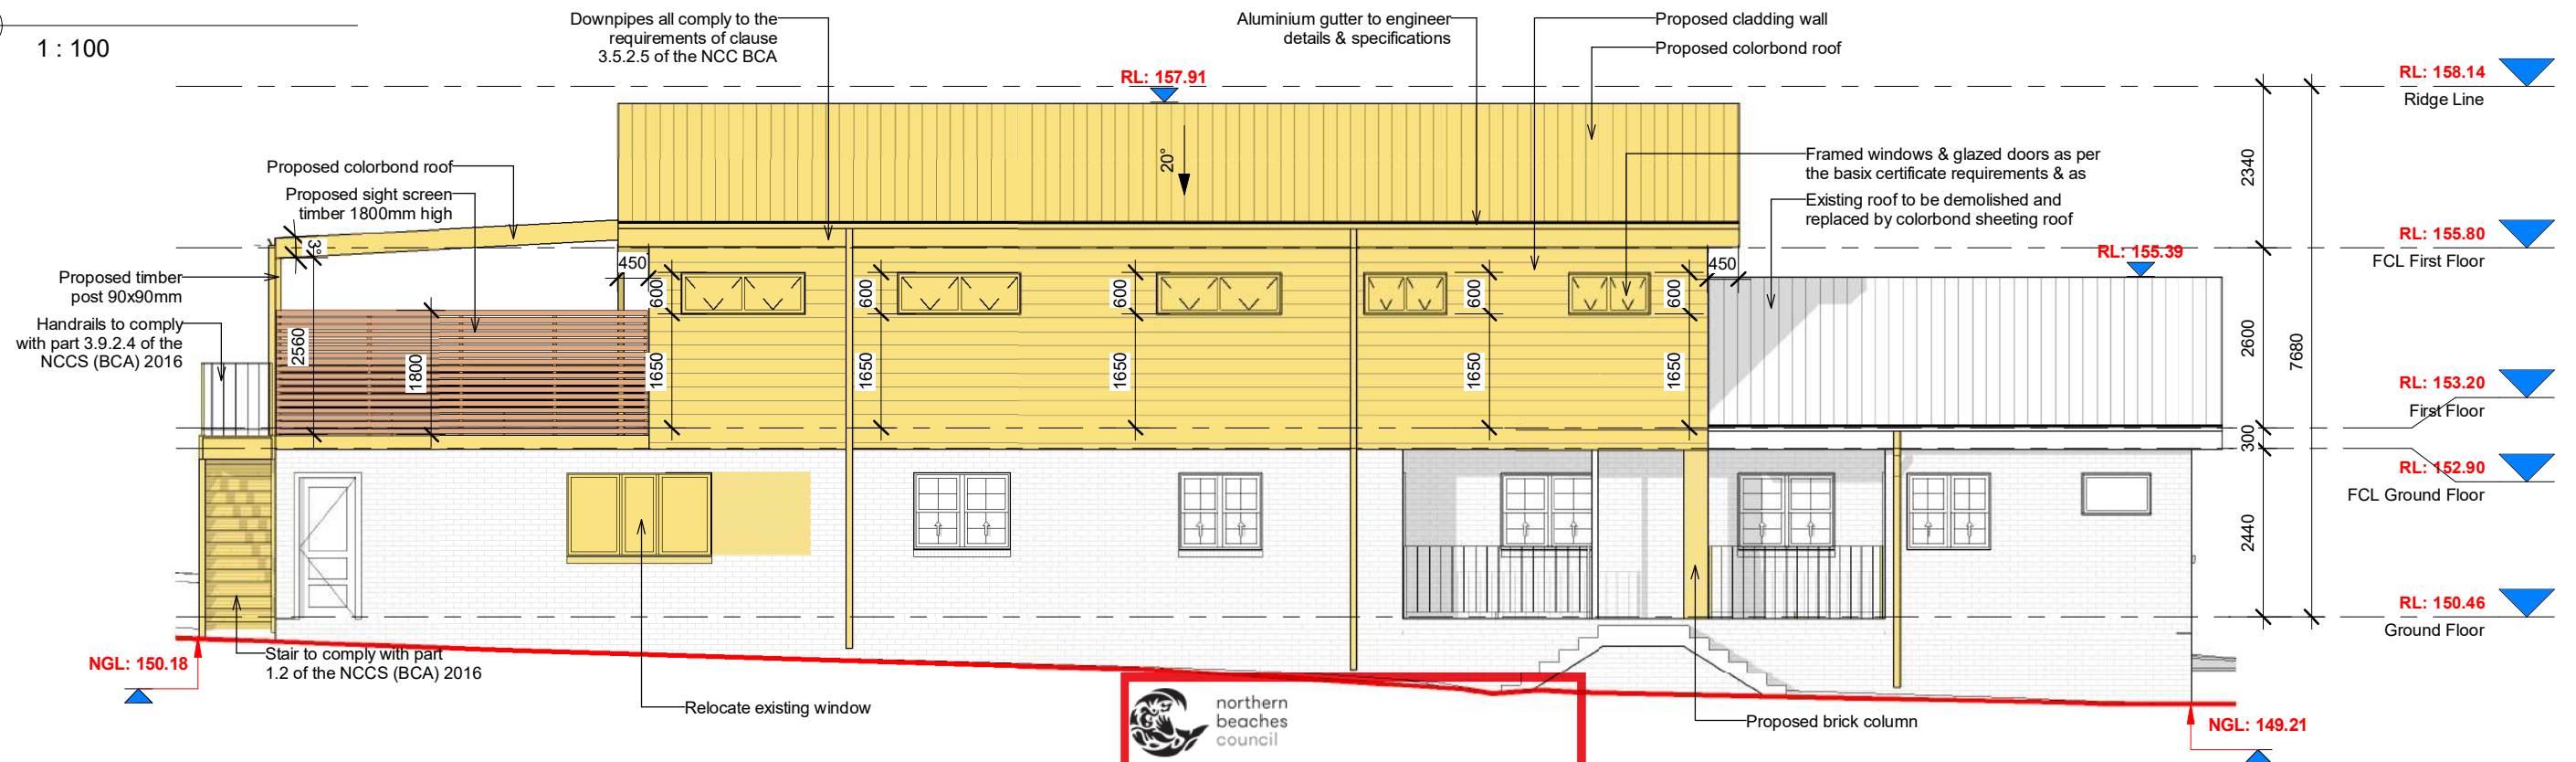 1 : 100
Downpipes all comply to the
requirements of clause
3.5.2.5 of the NCC BCA
Aluminium gutter to engineer
details & specifications
Proposed cladding wall
Proposed colorbond roof
RL: 157.91
RL: 158.14
Ridge Line
Proposed colorbond roof
Proposed sight screen
timber 1800mm high
20°
Framed windows & glazed doors as per
the basix certificate requirements & as
Existing roof to be demolished and
replaced by colorbond sheeting roof
2340
3°
RL: 155.80
FCL First Floor
RL: 155.39
Proposed timber
post 90x90mm
450
450
600
600
600
600
600
Handrails to comply
with part 3.9.2.4 of the
NCCS (BCA) 2016
2560
1800
1650
1650
1650
1650
1650
2600
7680
RL: 153.20
First Floor
300
RL: 152.90
FCL Ground Floor
2440
RL: 150.46
Ground Floor
NGL: 150.18
Stair to comply with part
1.2 of the NCCS (BCA) 2016
Relocate existing window
northern
beaches
council
Proposed brick column
NGL: 149.21